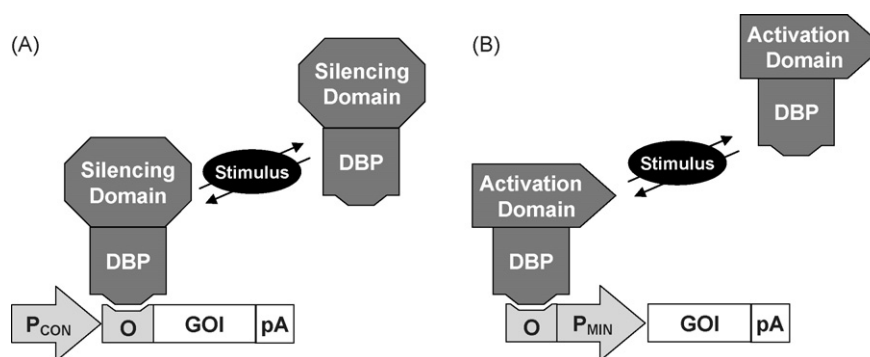 (A)
Silencing
Domain
DBP
Stimulus
Silencing
Domain
DBP
PCON
O
GOI
pA
(B)
Activation
Domain
DBP
Stimulus
Activation
Domain
DBP
O
PMIN
GOI
pA